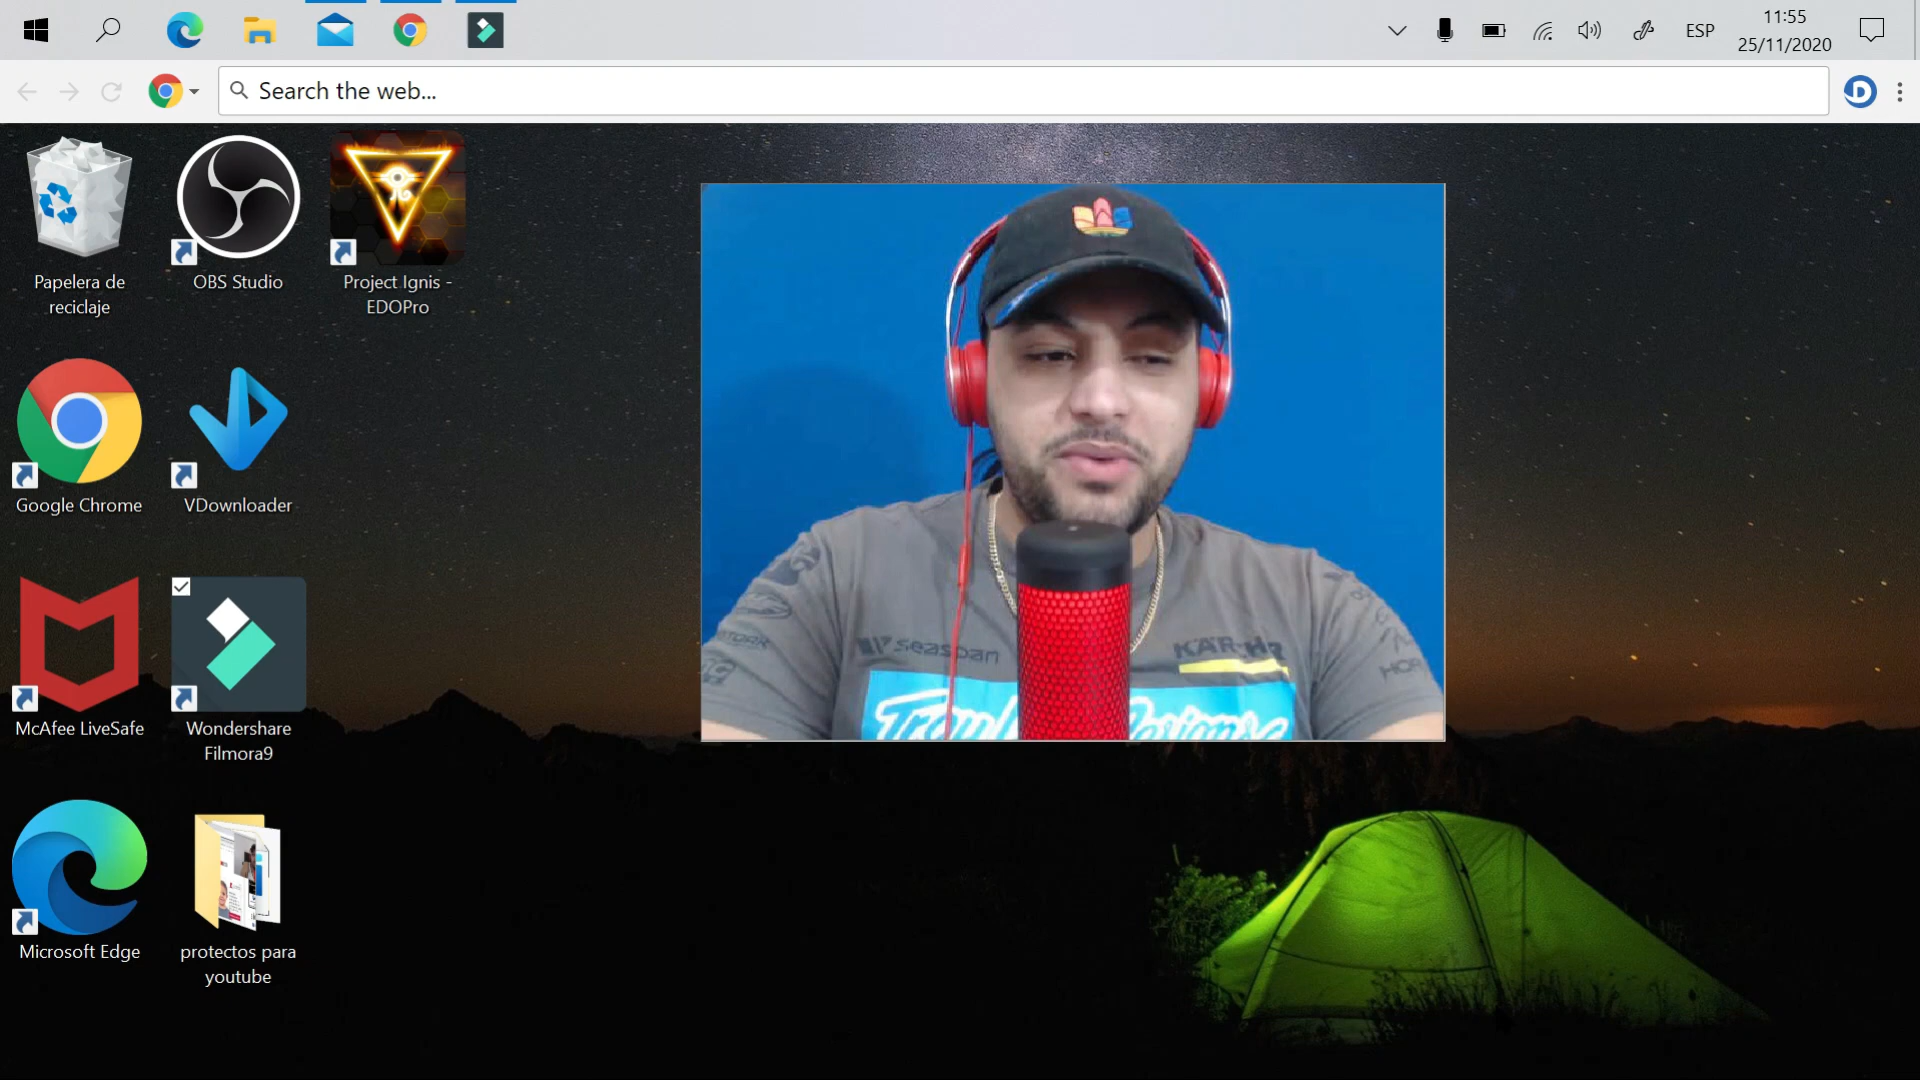 ESP
11:55
25/11/2020
Search the web...
Papelera de
reciclaje
OBS Studio
Project Ignis -
EDOPro
Google Chrome
VDownloader
McAfee LiveSafe
Wondershare
Filmora9
Microsoft Edge
protectos para
youtube
seaspan